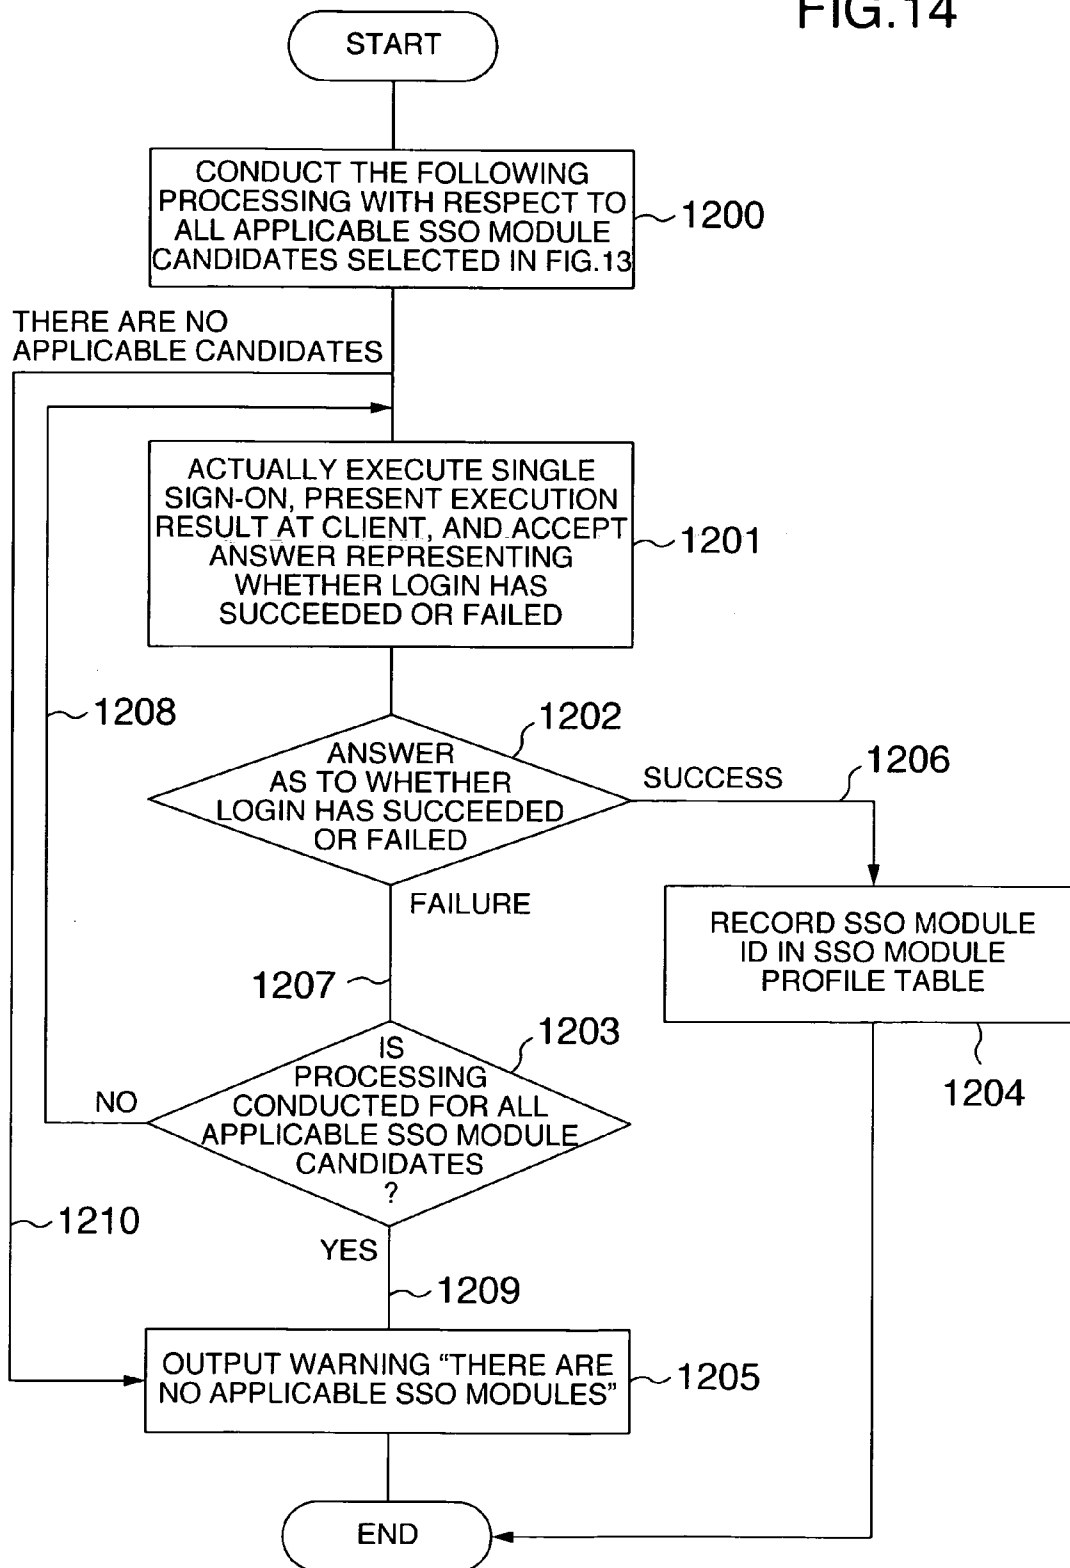 FIG.14
START
CONDUCT THE FOLLOWING
PROCESSING WITH RESPECT TO
ALL APPLICABLE SSO MODULE
CANDIDATES SELECTED IN FIG.13
1200
THERE ARE NO
APPLICABLE CANDIDATES
ACTUALLY EXECUTE SINGLE
SIGN-ON, PRESENT EXECUTION
RESULT AT CLIENT, AND ACCEPT
ANSWER REPRESENTING
WHETHER LOGIN HAS
SUCCEEDED OR FAILED
1201
1208
1202
ANSWER
AS TO WHETHER
LOGIN HAS SUCCEEDED
OR FAILED
SUCCESS
1206
FAILURE
RECORD SSO MODULE
ID IN SSO MODULE
PROFILE TABLE
1204
1207
1203
IS
PROCESSING
CONDUCTED FOR ALL
APPLICABLE SSO MODULE
CANDIDATES
?
NO
1210
YES
1209
OUTPUT WARNING “THERE ARE
NO APPLICABLE SSO MODULES”
1205
END